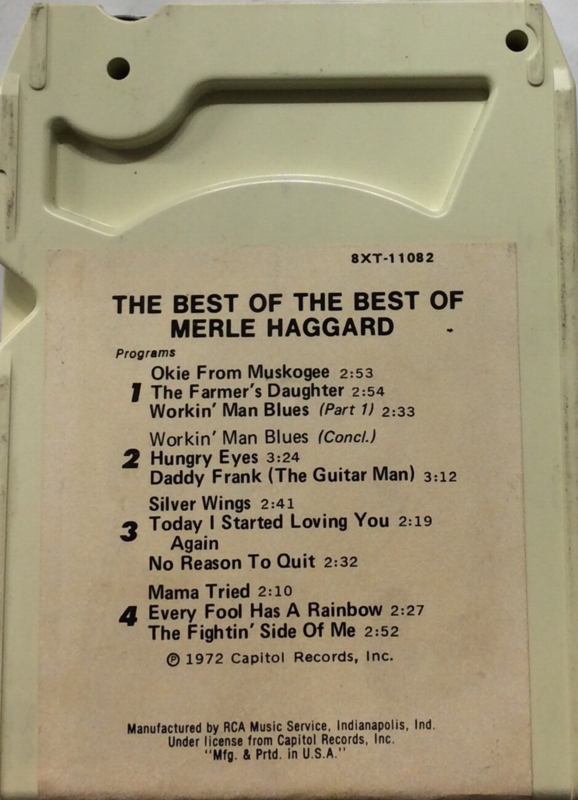 8XT-11082
THE BEST OF THE BEST OF
MERLE HAGGARD
Programs
Okie From Muskogee 2:53
1 The Farmer's Daughter 2:54
Workin' Man Blues (Part 1) 2:33
Workin' Man Blues (Concl.)
2 Hungry Eyes 3:24
Daddy Frank (The Guitar Man) 3:12
Silver Wings 2:41
3 Today I Started Loving You 2:19
Again
No Reason To Quit 2:32
Mama Tried 2:10
4 Every Fool Has A Rainbow 2:27
The Fightin' Side Of Me 2:52
℗ 1972 Capitol Records, Inc.
Manufactured by RCA Music Service, Indianapolis, Ind.
Under license from Capitol Records, Inc.
"Mfg. & Prtd. in U.S.A."